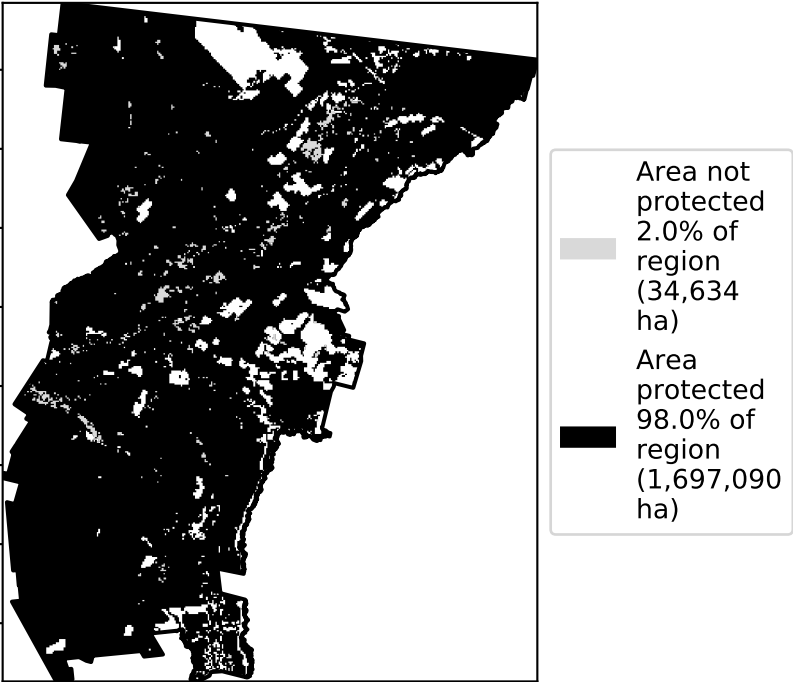 Area not
protected
2.0% of
region
(34,634
ha)
Area
protected
98.0% of
region
(1,697,090
ha)